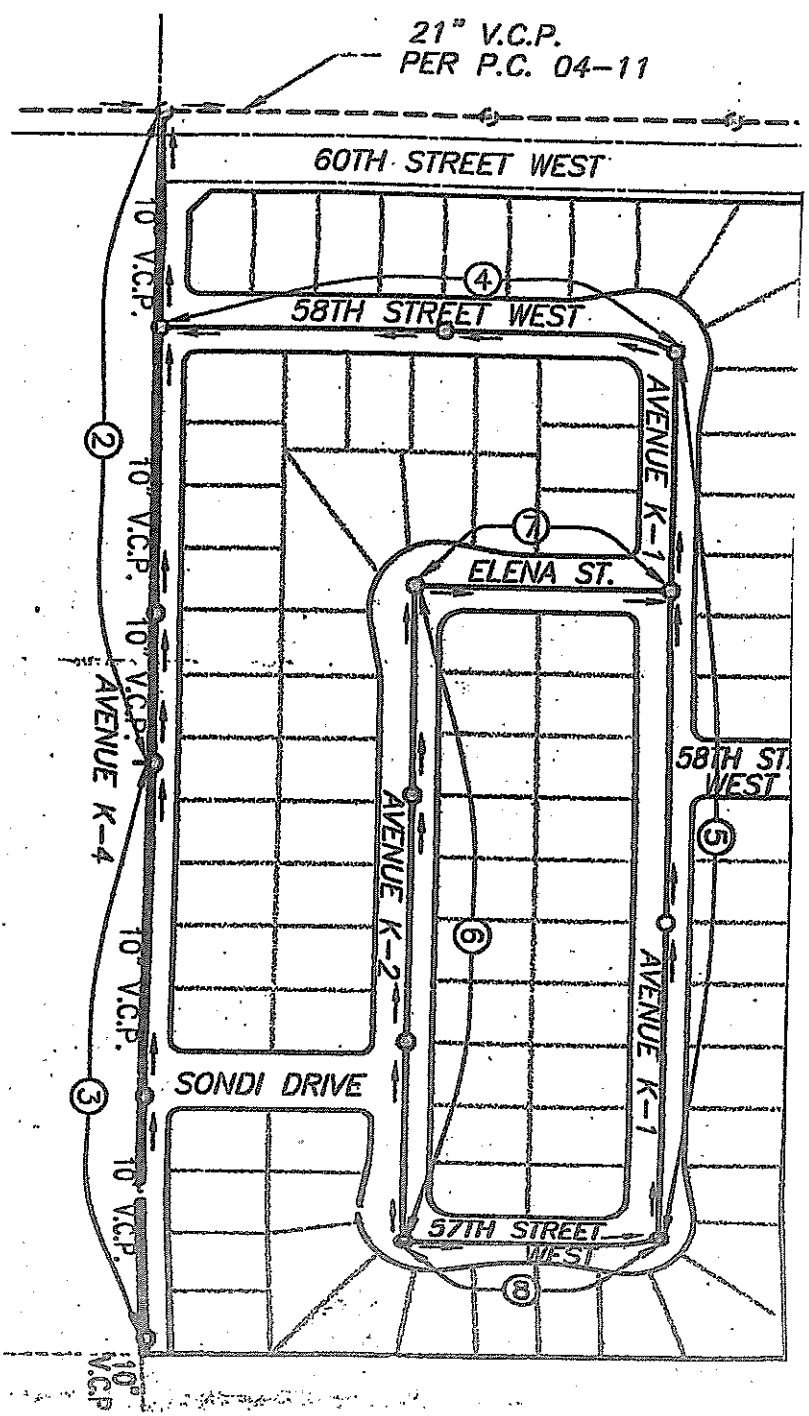 21" V.C.P.
PER P.C. 04-11
60TH STREET WEST
10" V.C.P.
4
58TH STREET WEST
AVENUE K-1
2
10" V.C.P.
7
ELENA ST.
10" V.C.P.
AVENUE K-4
58TH ST.
WEST
5
AVENUE K-2
6
AVENUE K-1
10" V.C.P.
3
SONDI DRIVE
10" V.C.P.
57TH STREET
WEST
8
10"
V.C.P